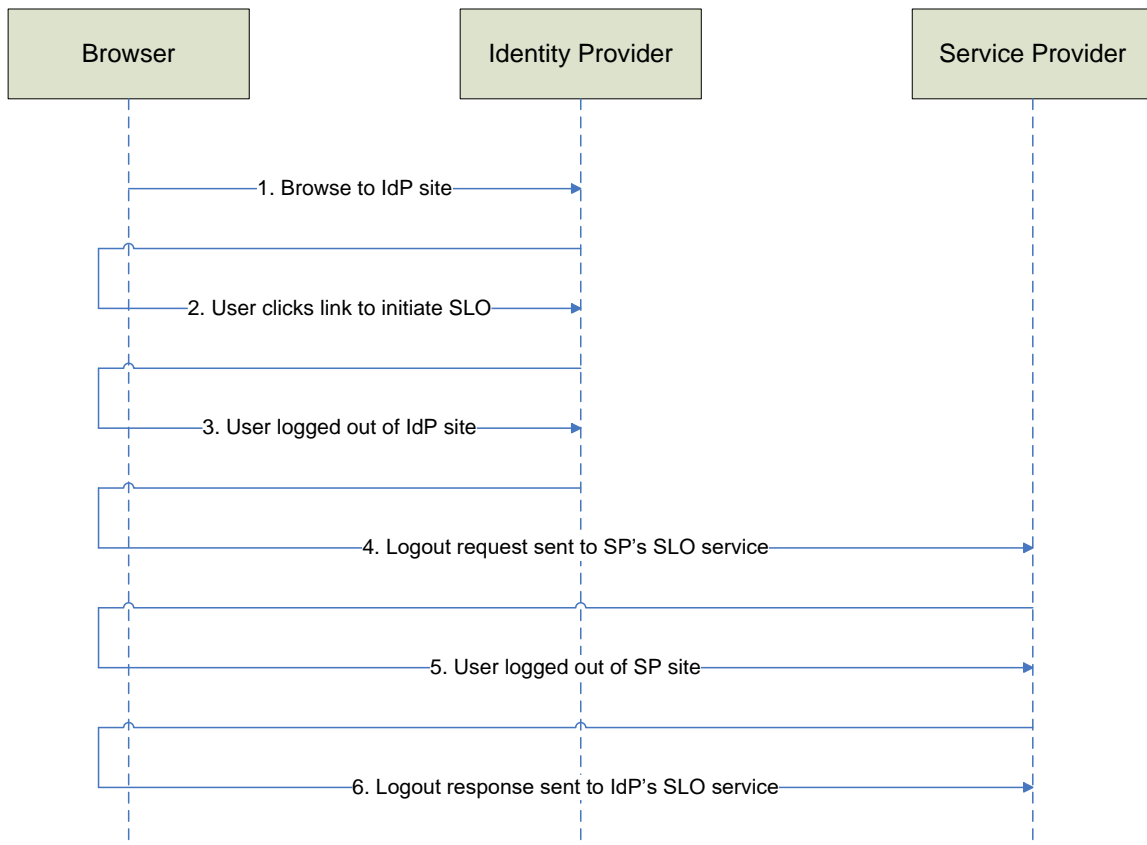 Browser
Identity Provider
Service Provider
1. Browse to IdP site
2. User clicks link to initiate SLO
3. User logged out of IdP site
4. Logout request sent to SP’s SLO service
5. User logged out of SP site
6. Logout response sent to IdP’s SLO service